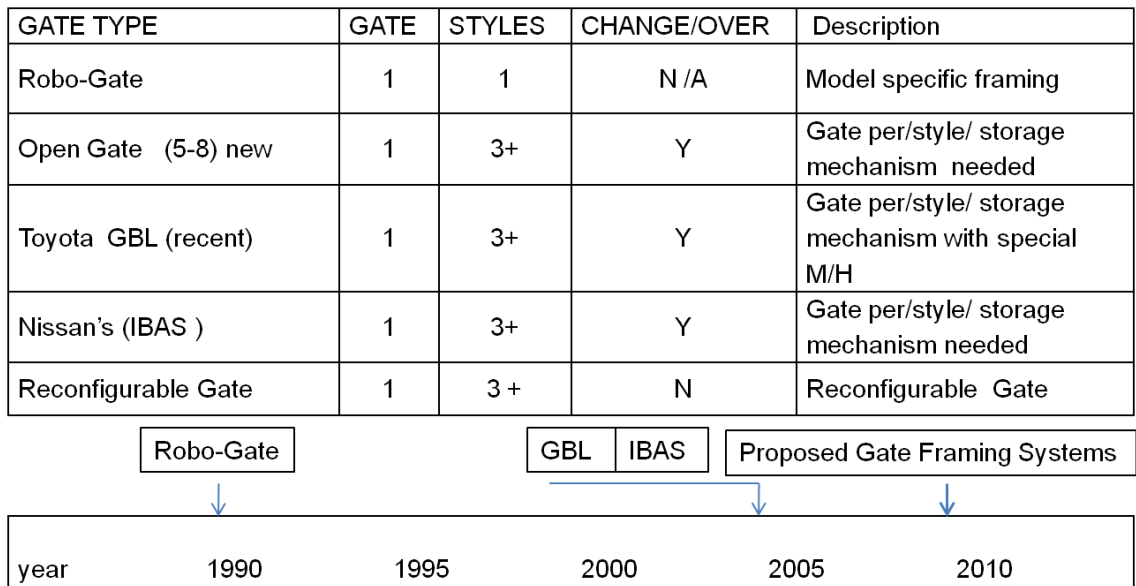 GATE TYPE GATE STYLES CHANGE/OVER Description
Robo-Gate 1 1 N /A Model specific framing
Open Gate (5-8) new 1 3+ Y Gate per/style/ storage
mechanism needed
Toyota GBL (recent) 1 3+ Y Gate per/style/ storage
mechanism with special
M/H
Nissan's (IBAS ) 1 3+ Y Gate per/style/ storage
mechanism needed
Reconfigurable Gate 1 3 + N Reconfigurable Gate
Robo-Gate GBL IBAS Proposed Gate Framing Systems
year 1990 1995 2000 2005 2010